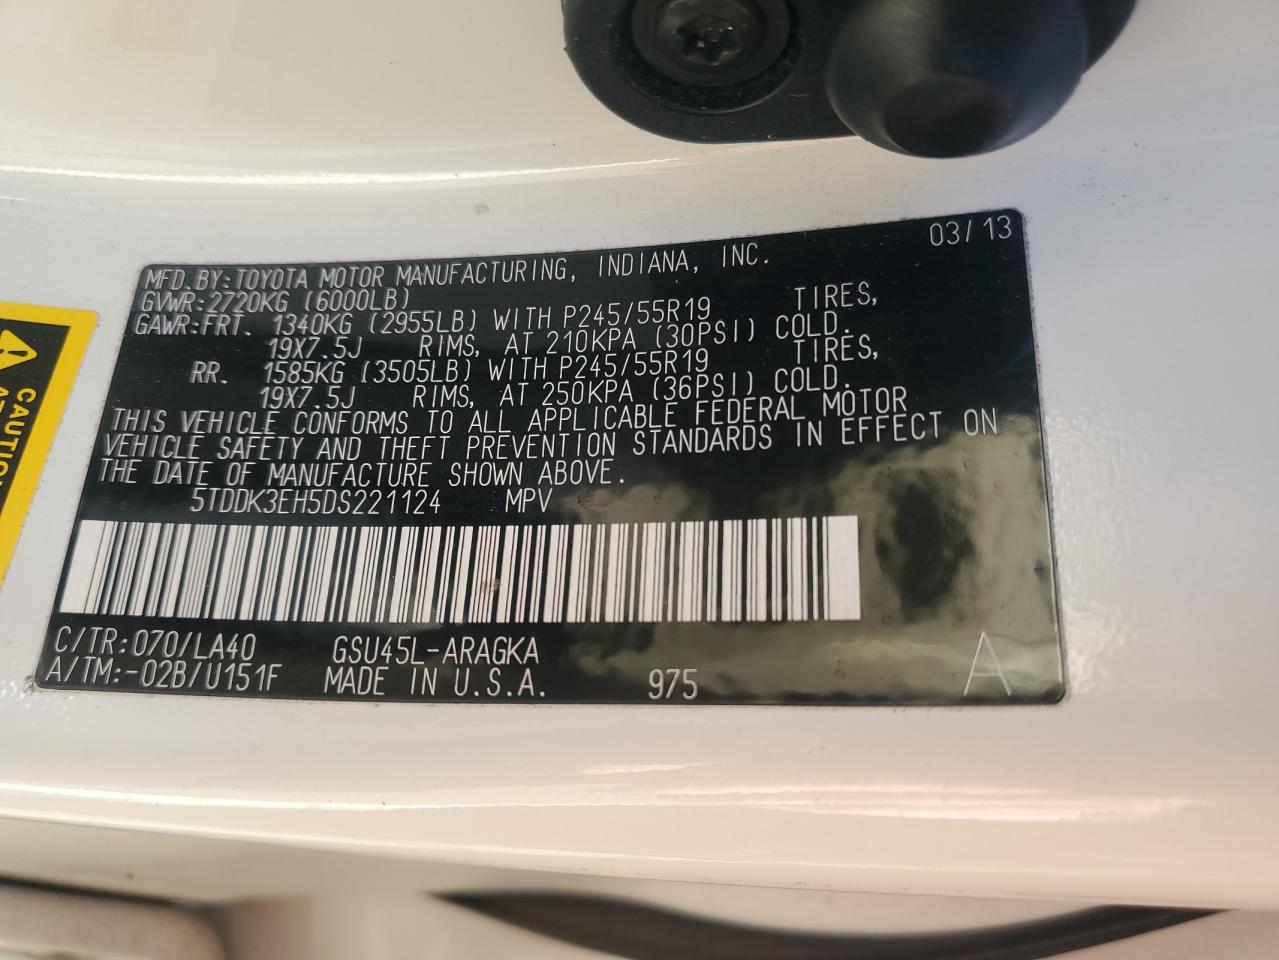 03/13
MFD.BY:TOYOTA MOTOR MANUFACTURING, INDIANA, INC.
GVWR:2720KG (6000LB)
GAWR:FRT. 1340KG (2955LB) WITH P245/55R19 TIRES,
19X7.5J RIMS, AT 210KPA (30PSI) COLD.
RR. 1585KG (3505LB) WITH P245/55R19 TIRES,
19X7.5J RIMS, AT 250KPA (36PSI) COLD.
THIS VEHICLE CONFORMS TO ALL APPLICABLE FEDERAL MOTOR
VEHICLE SAFETY AND THEFT PREVENTION STANDARDS IN EFFECT ON
THE DATE OF MANUFACTURE SHOWN ABOVE.
5TDDK3EH5DS221124 MPV
C/TR:070/LA40 GSU45L-ARAGKA
A/TM:-02B/U151F MADE IN U.S.A. 975 A
CAUTION